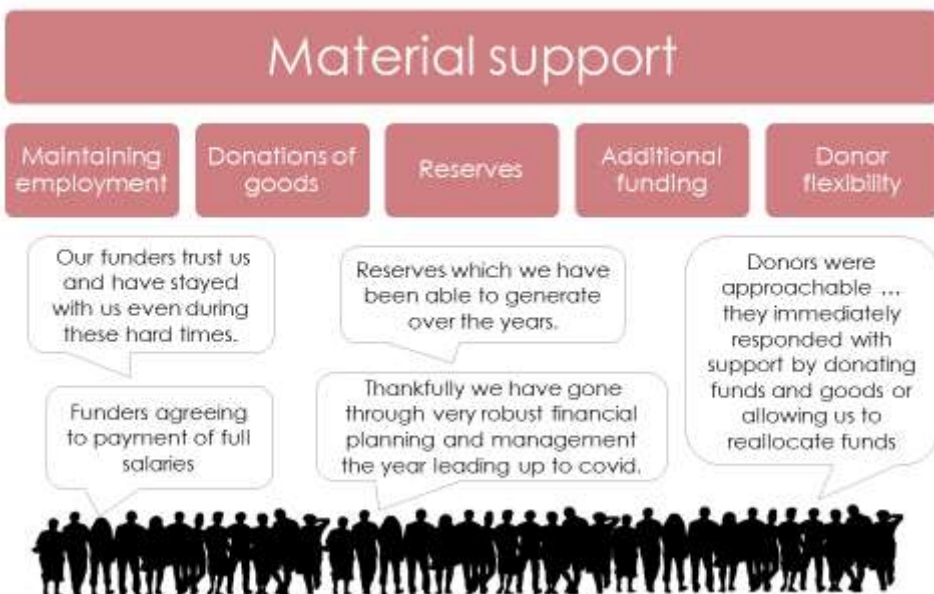 Material support
Maintaining
employment
Donations of
goods
Reserves
Additional
funding
Donor
flexibility
Our funders trust us
and have stayed
with us even during
these hard times.
Funders agreeing
to payment of full
salaries
Reserves which we have
been able to generate
over the years.
Thankfully we have gone
through very robust financial
planning and management
the year leading up to covid.
Donors were
approachable ...
they immediately
responded with
support by donating
funds and goods or
allowing us to
reallocate funds